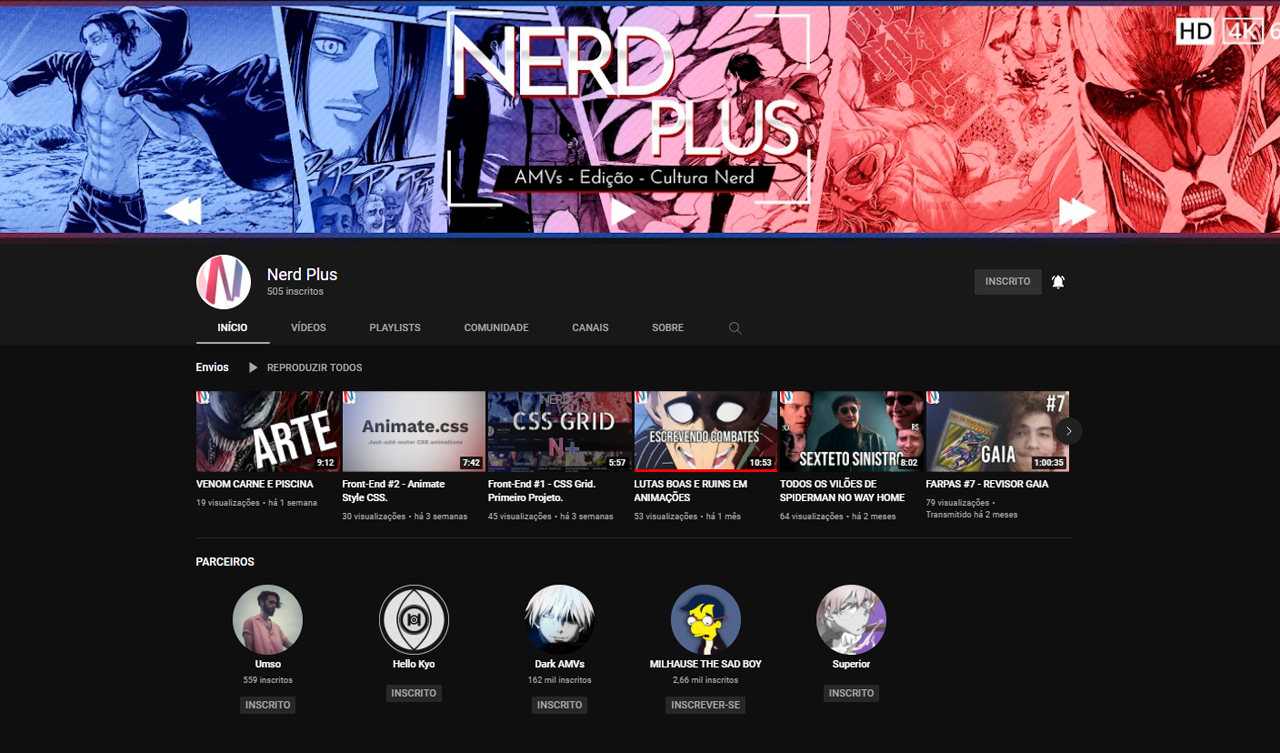 HD 4K 6
NERD
PLUS
AMVs - Edição - Cultura Nerd
Nerd Plus
505 inscritos
INSCRITO
INÍCIO VÍDEOS PLAYLISTS COMUNIDADE CANAIS SOBRE
Envios REPRODUZIR TODOS
ARTE
9:12
Animate.css
Just-add-water CSS animations
7:42
CSS GRID
N+
5:57
ESCREVENDO COMBATES
10:53
SEXTETO SINISTRO
RS
8:02
#7
GAIA
1:00:35
VENOM CARNE E PISCINA
19 visualizações • há 1 semana
Front-End #2 - Animate
Style CSS.
30 visualizações • há 3 semanas
Front-End #1 - CSS Grid.
Primeiro Projeto.
45 visualizações • há 3 semanas
LUTAS BOAS E RUINS EM
ANIMAÇÕES
53 visualizações • há 1 mês
TODOS OS VILÕES DE
SPIDERMAN NO WAY HOME
64 visualizações • há 2 meses
FARPAS #7 - REVISOR GAIA
79 visualizações •
Transmitido há 2 meses
PARCEIROS
Umso
559 inscritos
INSCRITO
Hello Kyo
INSCRITO
Dark AMVs
162 mil inscritos
INSCRITO
MILHAUSE THE SAD BOY
2,66 mil inscritos
INSCREVER-SE
Superior
INSCRITO